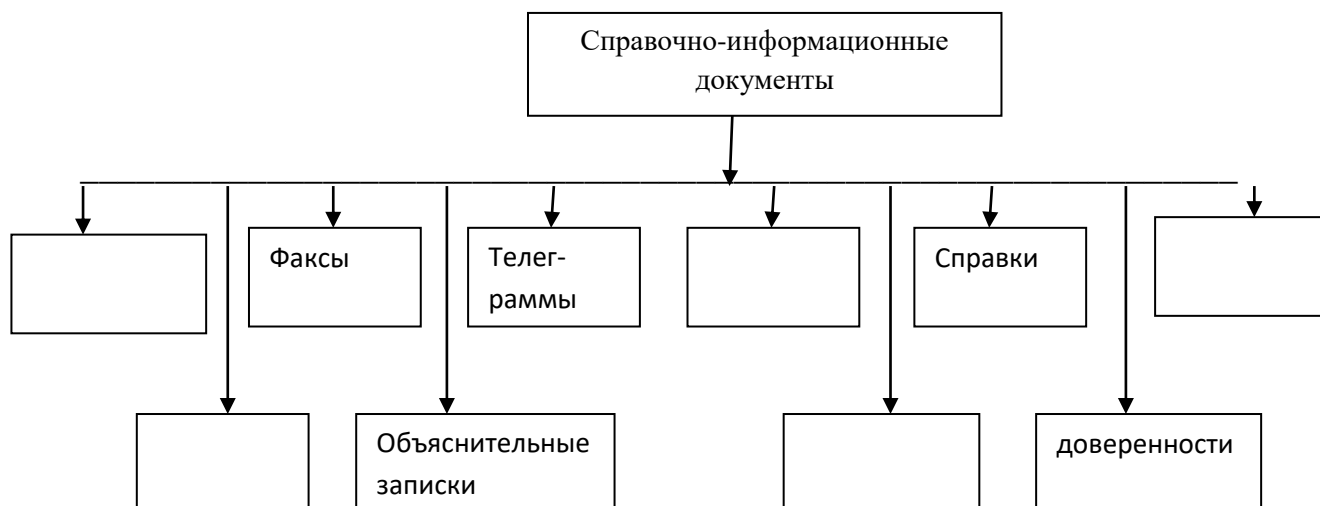 Справочно-информационные
документы
Факсы
Телег-
раммы
Справки
Объяснительные
записки
доверенности